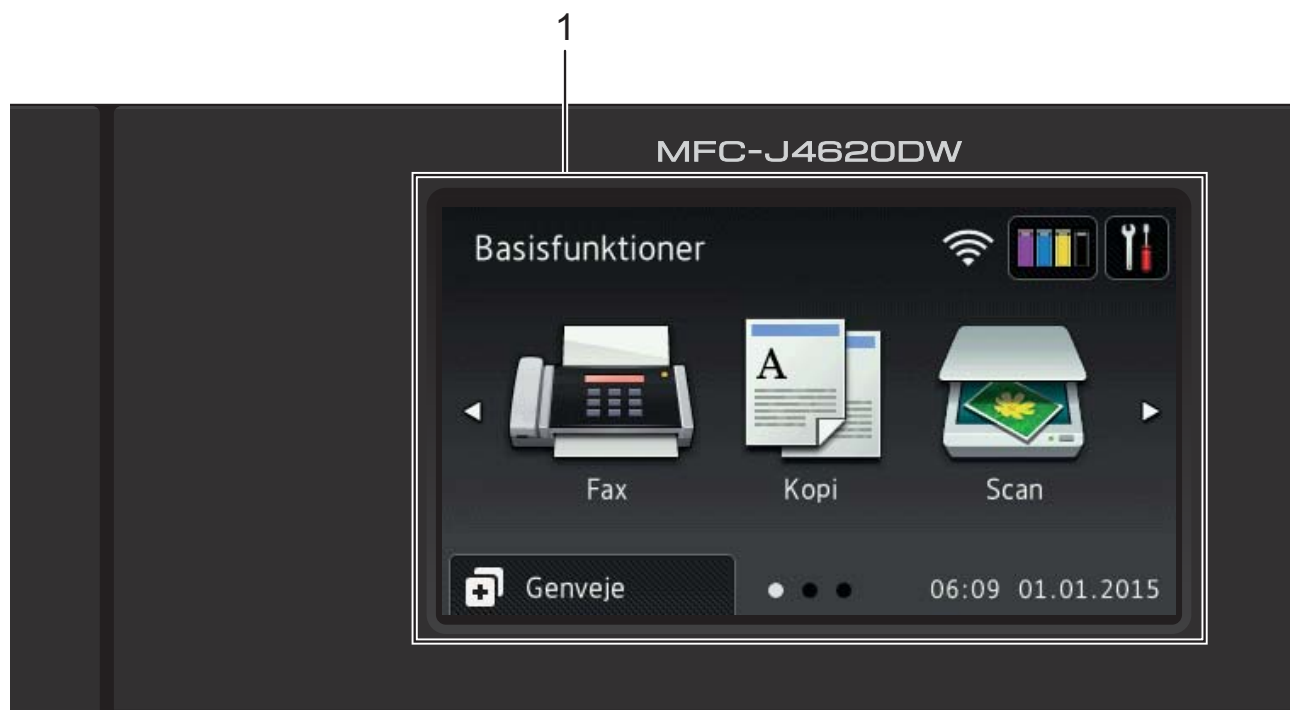 1
MFC-J4620DW
Basisfunktioner
A
Fax Kopi Scan
Genveje 06:09 01.01.2015